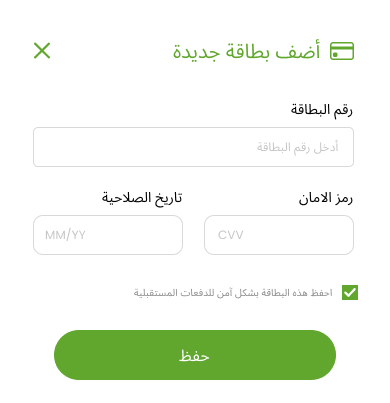 أضف بطاقة جديدة
رقم البطاقة
أدخل رقم البطاقة
رمز الامان
تاريخ الصلاحية
CVV
MM/YY
احفظ هذه البطاقة بشكل آمن للدفعات المستقبلية
حفظ